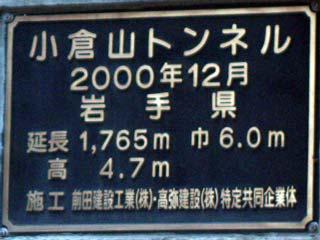 小倉山トンネル
2000年12月
岩手県
延長 1,765m 巾 6.0m
高 4.7m
施工 前田建設工業(株)・高弥建設(株)特定共同企業体